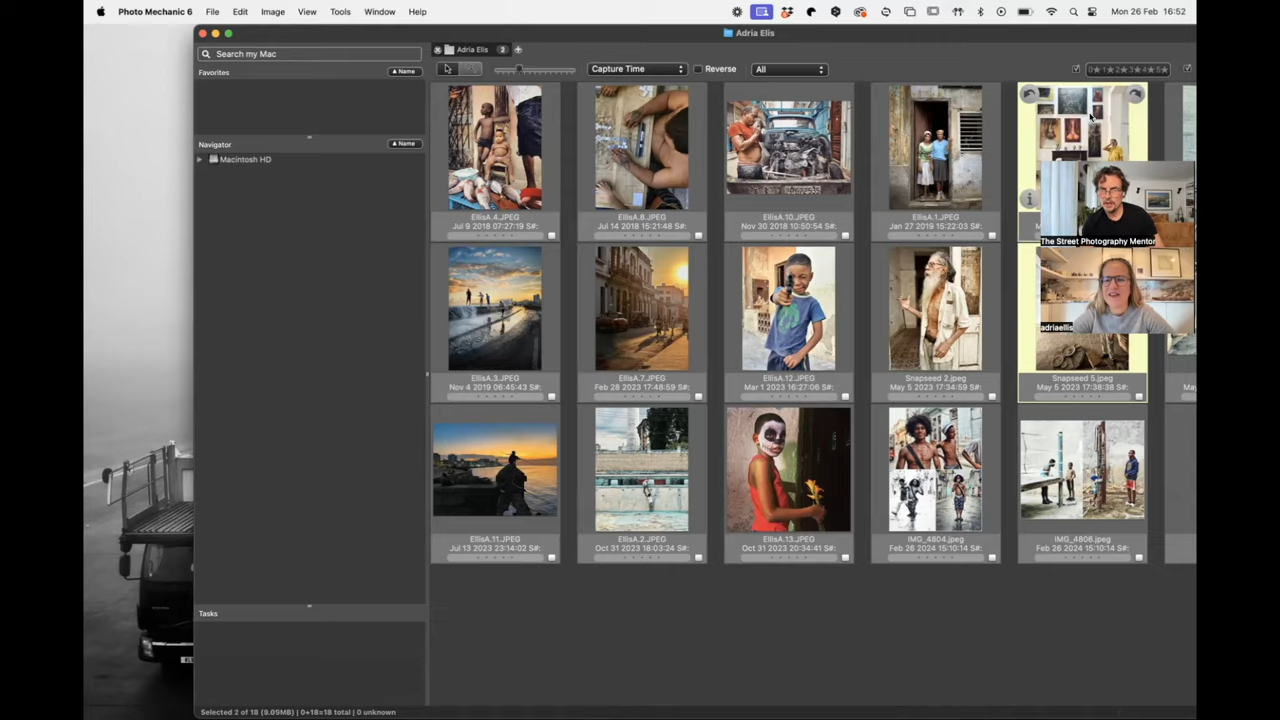 Photo Mechanic 6 File Edit Image View Tools Window Help Mon 26 Feb 16:52
Adria Elis
Search my Mac
Adria Elis 2
Favorites ▲ Name
Capture Time Reverse All 0★1★2★3★4★5★
Navigator ▲ Name
Macintosh HD
EllisA.4.JPEG
Jul 9 2018 07:27:19 S#:
EllisA.8.JPEG
Jul 14 2018 15:21:48 S#:
EllisA.10.JPEG
Nov 30 2018 10:50:54 S#:
EllisA.1.JPEG
Jan 27 2019 15:22:03 S#:
The Street Photography Mentor
adriaellis
EllisA.3.JPEG
Nov 4 2019 06:45:43 S#:
EllisA.7.JPEG
Feb 28 2023 17:48:59 S#:
EllisA.12.JPEG
Mar 1 2023 16:27:06 S#:
Snapseed 2.jpeg
May 5 2023 17:34:59 S#:
Snapseed 5.jpeg
May 5 2023 17:38:38 S#:
EllisA.11.JPEG
Jul 13 2023 23:14:02 S#:
EllisA.2.JPEG
Oct 31 2023 18:03:24 S#:
EllisA.13.JPEG
Oct 31 2023 20:34:41 S#:
IMG_4804.jpeg
Feb 26 2024 15:10:14 S#:
IMG_4806.jpeg
Feb 26 2024 15:10:14 S#:
Tasks
Selected 2 of 18 (9.09MB) | 0+18=18 total | 0 unknown